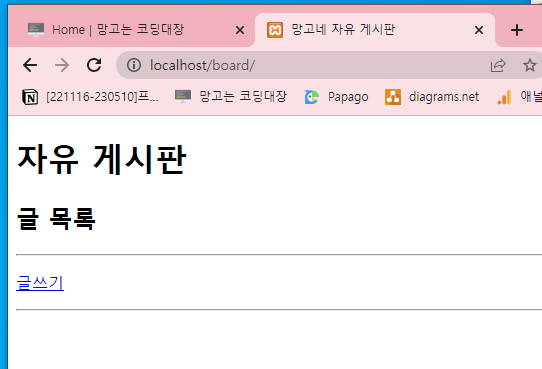 Home | 망고는 코딩대장
망고네 자유 게시판
localhost/board/
[221116-230510]프...
망고는 코딩대장
Papago
diagrams.net
애널
자유 게시판
글 목록
글쓰기